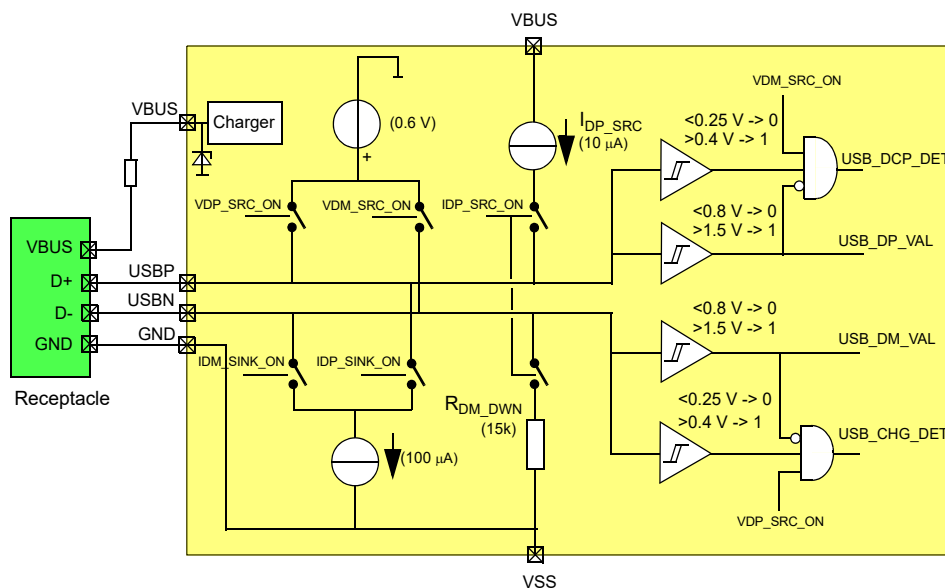 VBUS
VBUS
Charger
(0.6 V)
+
I_DP_SRC
(10 µA)
VDM_SRC_ON
<0.25 V -> 0
>0.4 V -> 1
USB_DCP_DET
VDP_SRC_ON
VDM_SRC_ON
IDP_SRC_ON
<0.8 V -> 0
>1.5 V -> 1
USB_DP_VAL
VBUS
D+
D-
GND
USBP
USBN
GND
Receptacle
IDM_SINK_ON
IDP_SINK_ON
R_DM_DWN
(15k)
(100 µA)
<0.8 V -> 0
>1.5 V -> 1
USB_DM_VAL
<0.25 V -> 0
>0.4 V -> 1
USB_CHG_DET
VDP_SRC_ON
VSS